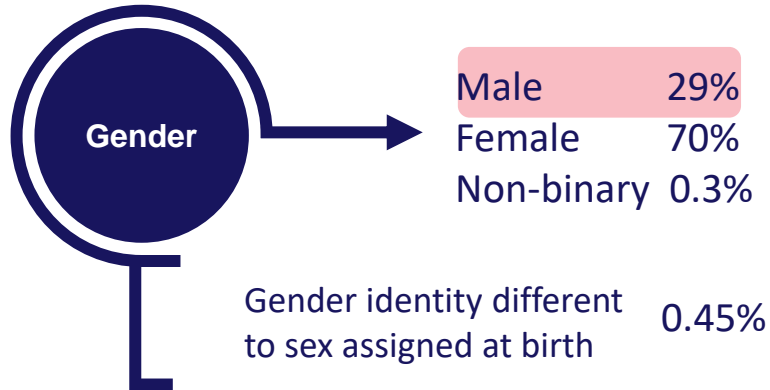 Gender
Male 29%
Female 70%
Non-binary 0.3%
Gender identity different
to sex assigned at birth
0.45%